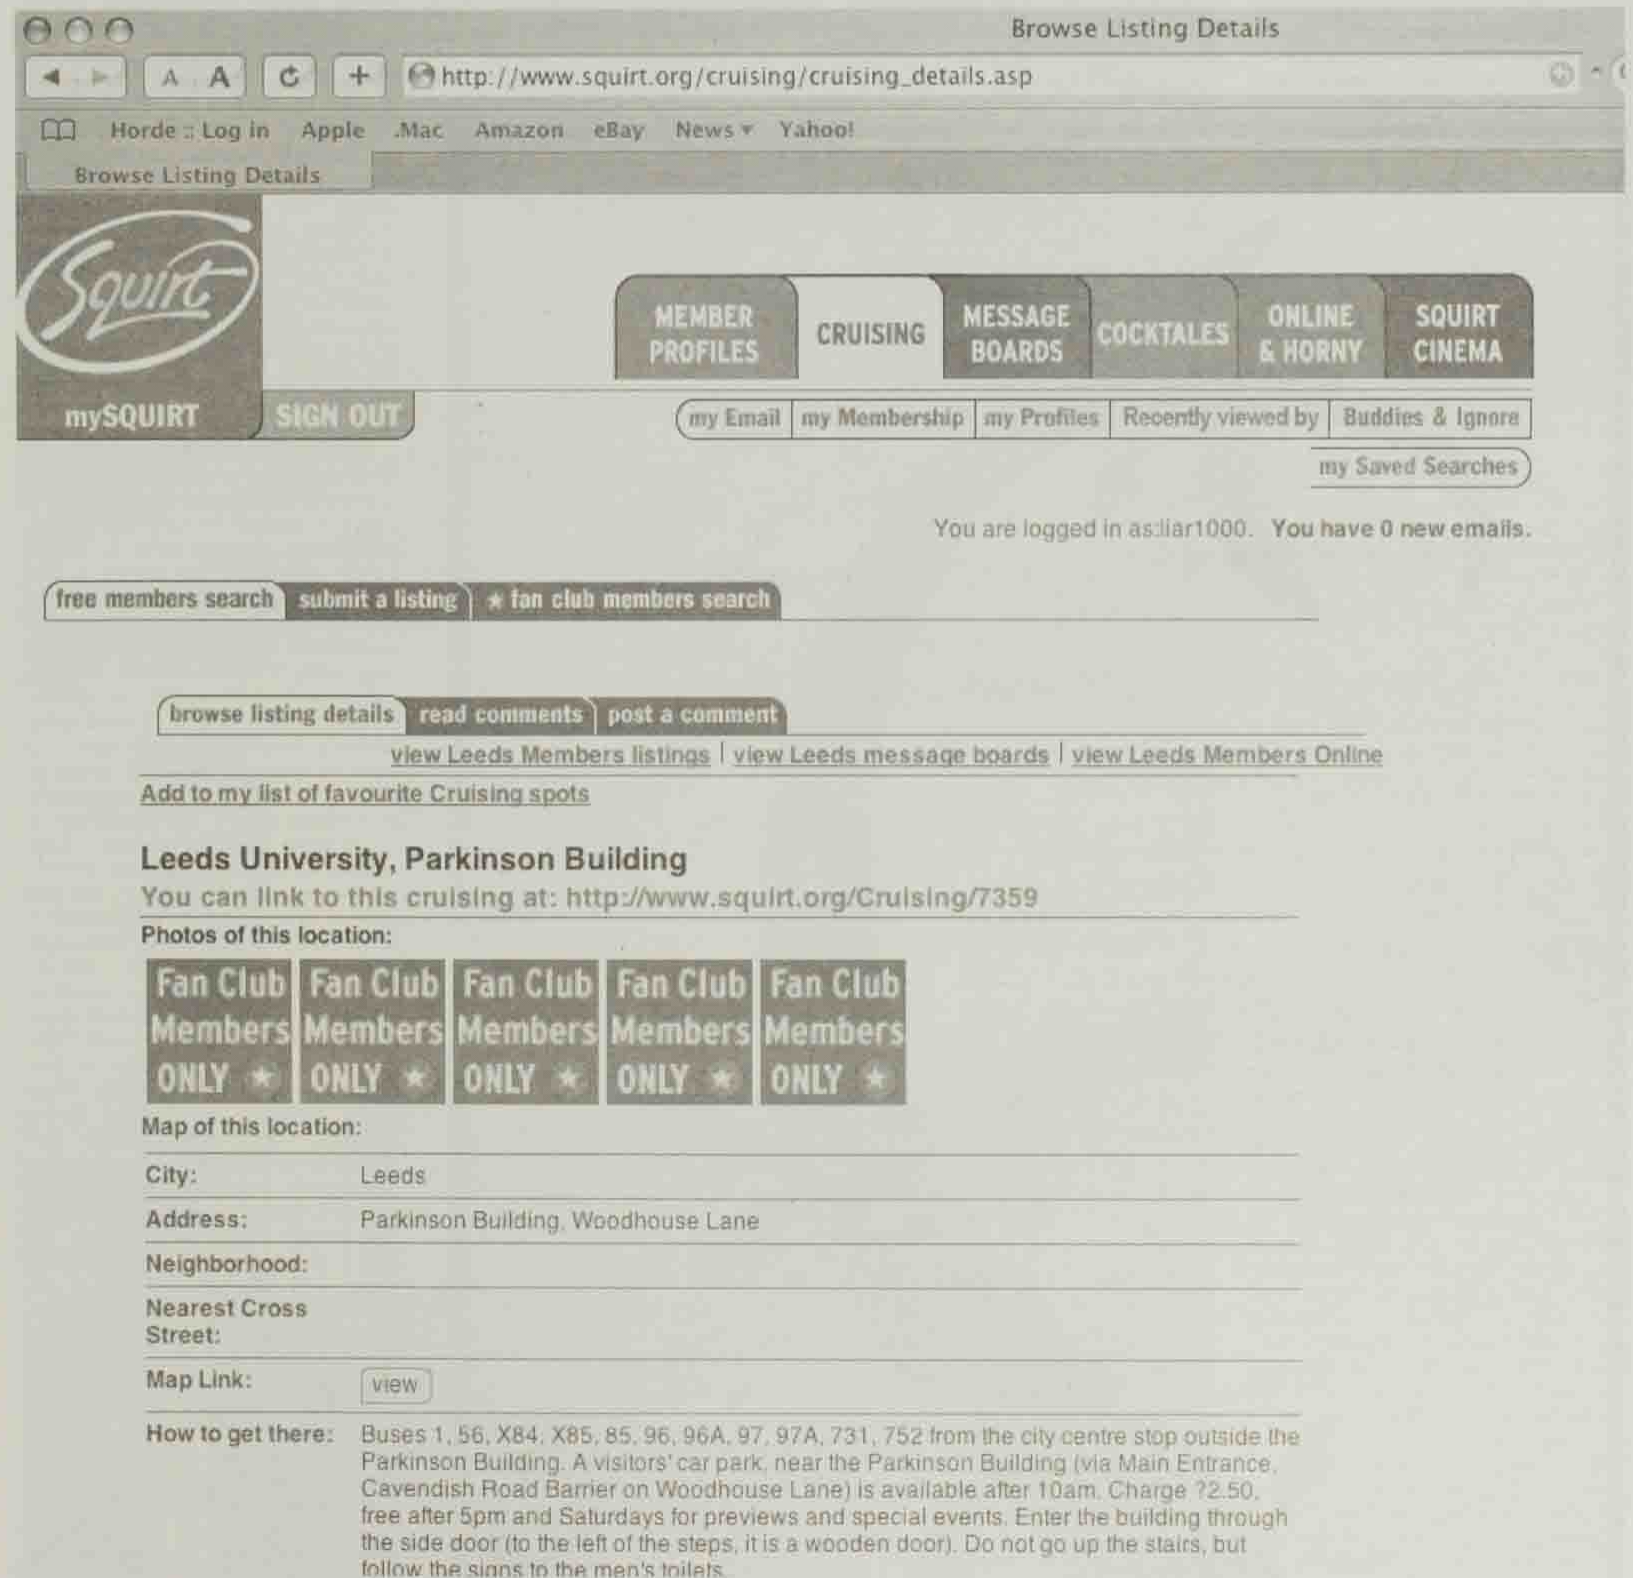 Browse Listing Details
A A + http://www.squirt.org/cruising/cruising_details.asp
Horde :: Log in Apple .Mac Amazon eBay News Yahoo!
Browse Listing Details
Squirt
MEMBER PROFILES
CRUISING
MESSAGE BOARDS
COCKTALES
ONLINE & HORNY
SQUIRT CINEMA
mySQUIRT SIGN OUT
my Email my Membership my Profiles Recently viewed by Buddies & Ignore
my Saved Searches
You are logged in as:liar1000. You have 0 new emails.
free members search submit a listing ★ fan club members search
browse listing details read comments post a comment
view Leeds Members listings | view Leeds message boards | view Leeds Members Online
Add to my list of favourite Cruising spots
Leeds University, Parkinson Building
You can link to this cruising at: http://www.squirt.org/Cruising/7359
Photos of this location:
Fan Club Fan Club Fan Club Fan Club Fan Club
Members Members Members Members Members
ONLY ★ ONLY ★ ONLY ★ ONLY ★ ONLY ★
Map of this location:
City: Leeds
Address: Parkinson Building, Woodhouse Lane
Neighborhood:
Nearest Cross
Street:
Map Link: view
How to get there: Buses 1, 56, X84, X85, 85, 96, 96A, 97, 97A, 731, 752 from the city centre stop outside the
Parkinson Building. A visitors' car park, near the Parkinson Building (via Main Entrance,
Cavendish Road Barrier on Woodhouse Lane) is available after 10am. Charge ?2.50,
free after 5pm and Saturdays for previews and special events. Enter the building through
the side door (to the left of the steps, it is a wooden door). Do not go up the stairs, but
follow the signs to the men's toilets